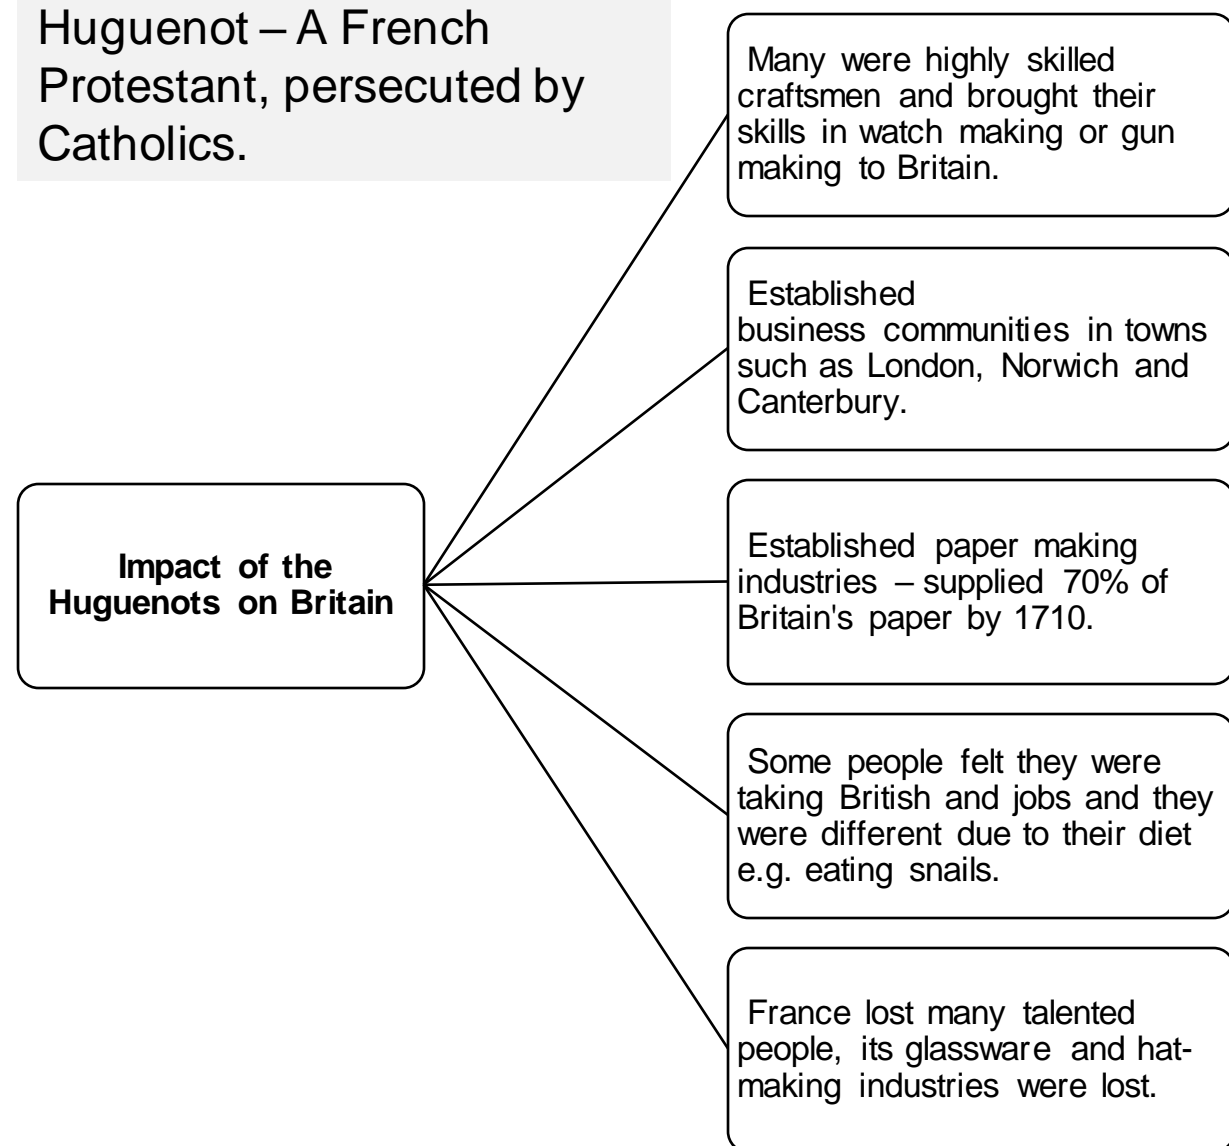 Huguenot – A French
Protestant, persecuted by
Catholics.
Impact of the
Huguenots on Britain
Many were highly skilled
craftsmen and brought their
skills in watch making or gun
making to Britain.
Established
business communities in towns
such as London, Norwich and
Canterbury.
Established paper making
industries – supplied 70% of
Britain's paper by 1710.
Some people felt they were
taking British and jobs and they
were different due to their diet
e.g. eating snails.
France lost many talented
people, its glassware and hat-
making industries were lost.